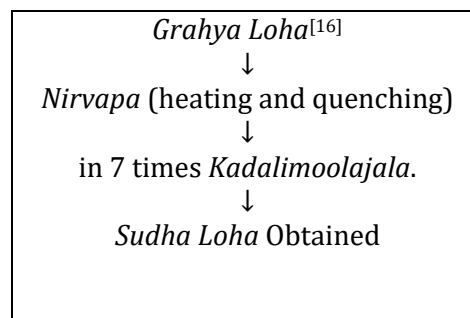 Grahya Loha[16]
↓
Nirvapa (heating and quenching)
↓
in 7 times Kadalimoolajala.
↓
Sudha Loha Obtained